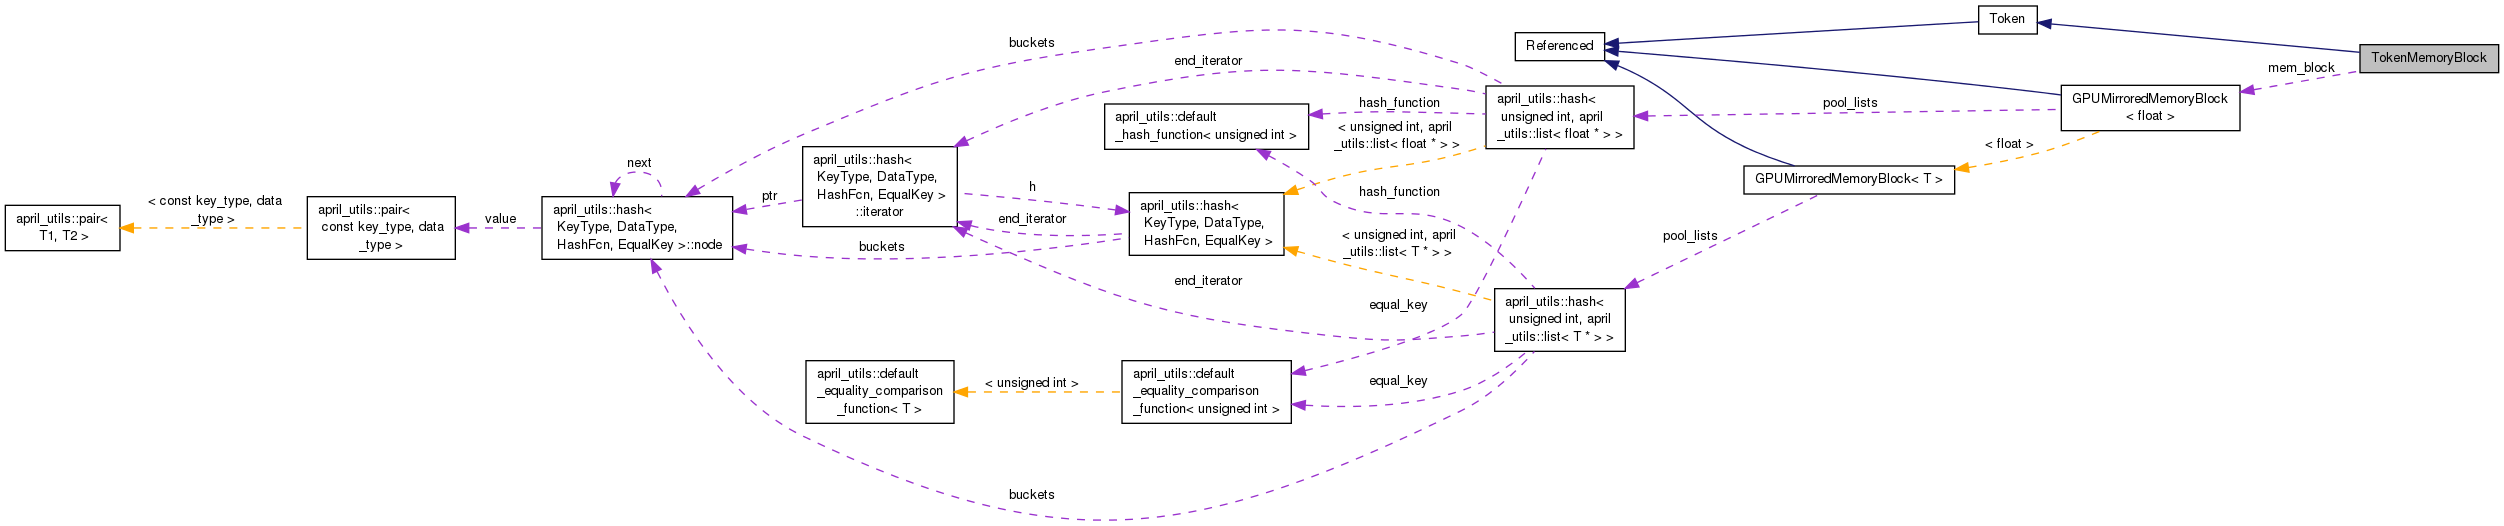 Token
TokenMemoryBlock
Referenced
mem_block
buckets
end_iterator
GPUMirroredMemoryBlock
< float >
pool_lists
april_utils::hash<
unsigned int, april
_utils::list< float * > >
hash_function
april_utils::default
_hash_function< unsigned int >
< unsigned int, april
_utils::list< float * > >
< float >
GPUMirroredMemoryBlock< T >
next
april_utils::hash<
KeyType, DataType,
HashFcn, EqualKey >
::iterator
ptr
h
hash_function
april_utils::hash<
KeyType, DataType,
HashFcn, EqualKey >
april_utils::pair<
T1, T2 >
< const key_type, data
_type >
april_utils::pair<
const key_type, data
_type >
value
april_utils::hash<
KeyType, DataType,
HashFcn, EqualKey >::node
end_iterator
buckets
< unsigned int, april
_utils::list< T * > >
pool_lists
end_iterator
equal_key
april_utils::hash<
unsigned int, april
_utils::list< T * > >
april_utils::default
_equality_comparison
_function< T >
< unsigned int >
april_utils::default
_equality_comparison
_function< unsigned int >
equal_key
buckets